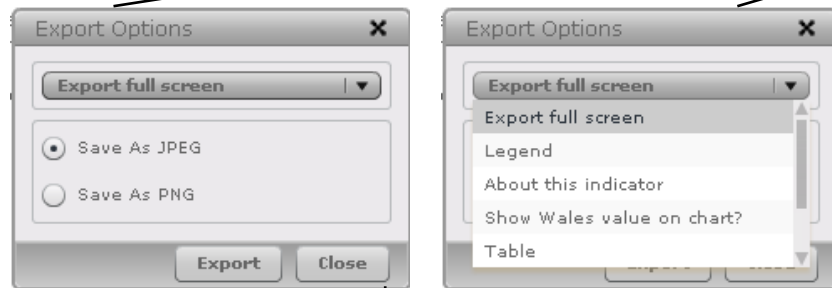 Export Options
Export full screen
Save As JPEG
Save As PNG
Export Close
Export Options
Export full screen
Export full screen
Legend
About this indicator
Show Wales value on chart?
Table